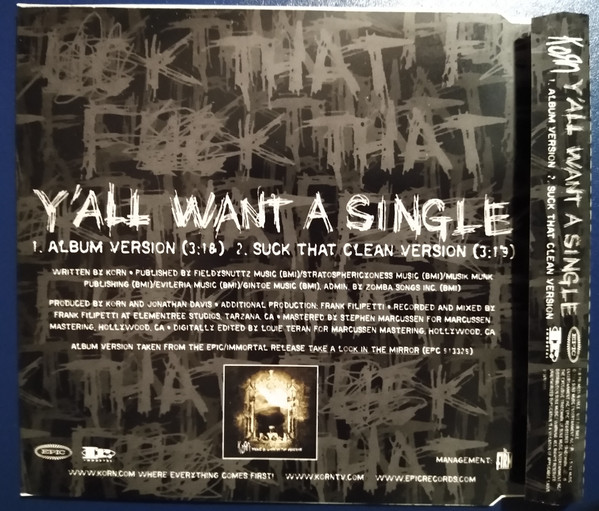 Y'ALL WANT A SINGLE
1. ALBUM VERSION (3:18) 2. SUCK THAT CLEAN VERSION (3:19)
WRITTEN BY KORN • PUBLISHED BY FIELDYSNUTTZ MUSIC (BMI)/STRATOSPHERICYONESS MUSIC (BMI)/MUSIK MUNK
PUBLISHING (BMI)/EVILERIA MUSIC (BMI)/GINTOE MUSIC (BMI), ADMIN. BY ZOMBA SONGS INC. (BMI)
PRODUCED BY KORN AND JONATHAN DAVIS • ADDITIONAL PRODUCTION: FRANK FILIPETTI • RECORDED AND MIXED BY
FRANK FILIPETTI AT ELEMENTREE STUDIOS, TARZANA, CA • MASTERED BY STEPHEN MARCUSSEN FOR MARCUSSEN
MASTERING, HOLLYWOOD, CA • DIGITALLY EDITED BY LOUIE TERAN FOR MARCUSSEN MASTERING, HOLLYWOOD, CA
ALBUM VERSION TAKEN FROM THE EPIC/IMMORTAL RELEASE TAKE A LOOK IN THE MIRROR (EPC 513325)
KoRn
EPIC
IMMORTAL
MANAGEMENT:
WWW.KORN.COM WHERE EVERYTHING COMES FIRST! WWW.KORNTV.COM WWW.EPICRECORDS.COM
KoRn Y'ALL WANT A SINGLE
1. ALBUM VERSION 2. SUCK THAT CLEAN VERSION
EPIC